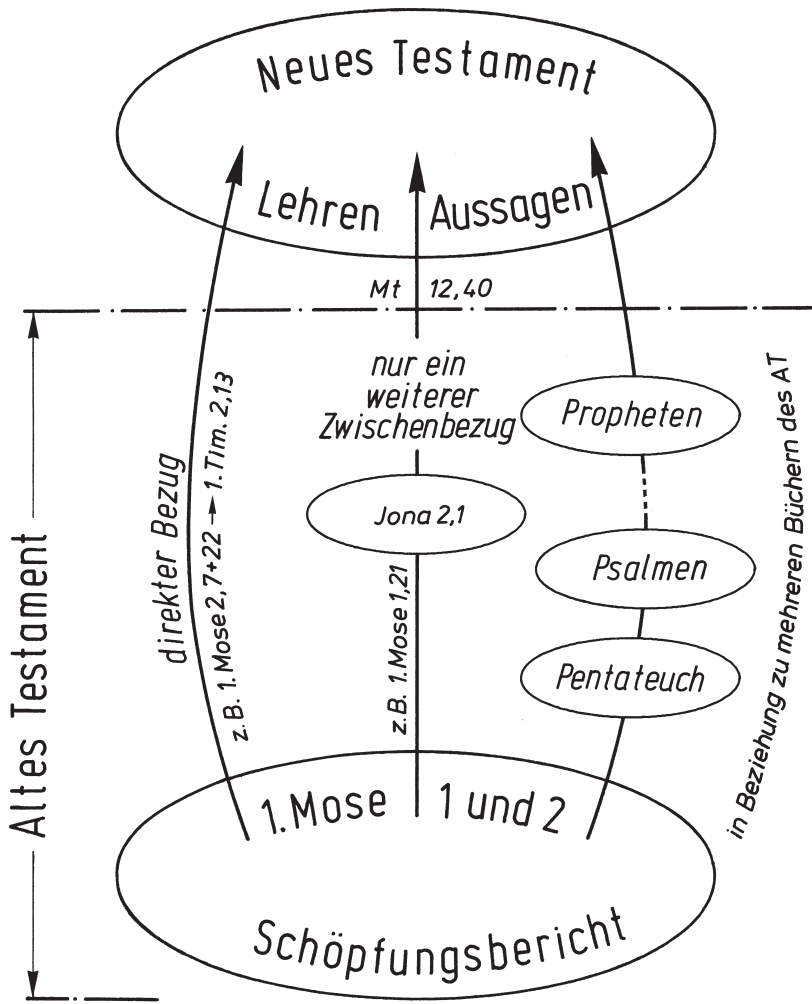 Neues Testament
Lehren Aussagen
Mt 12,40
nur ein
weiterer
Zwischenbezug
Propheten
Jona 2,1
Psalmen
Pentateuch
direkter Bezug
z.B. 1.Mose 2,7+22 → 1.Tim. 2,13
z.B. 1.Mose 1,21
in Beziehung zu mehreren Büchern des AT
Altes Testament
1.Mose 1 und 2
Schöpfungsbericht